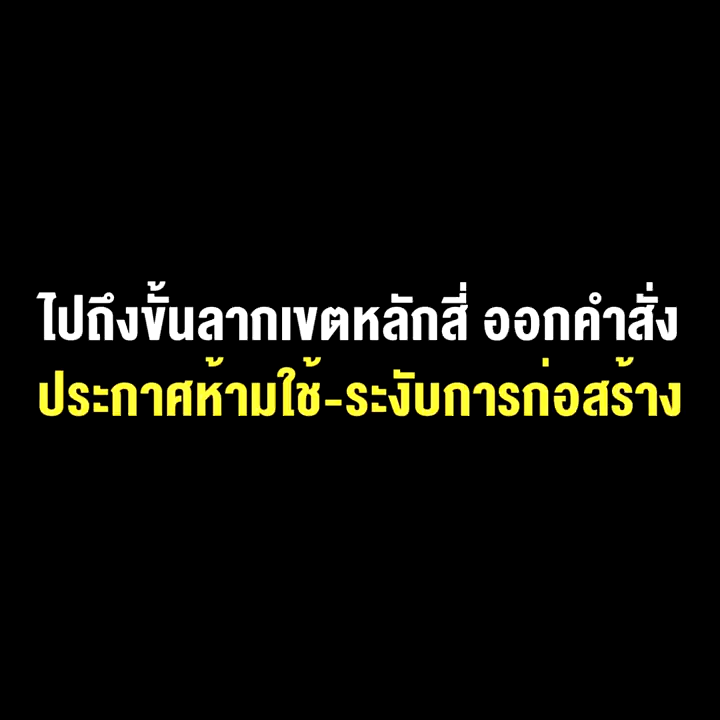 ไปถึงขั้นลากเขตหลักสี่ ออกคำสั่ง
ประกาศห้ามใช้-ระงับการก่อสร้าง